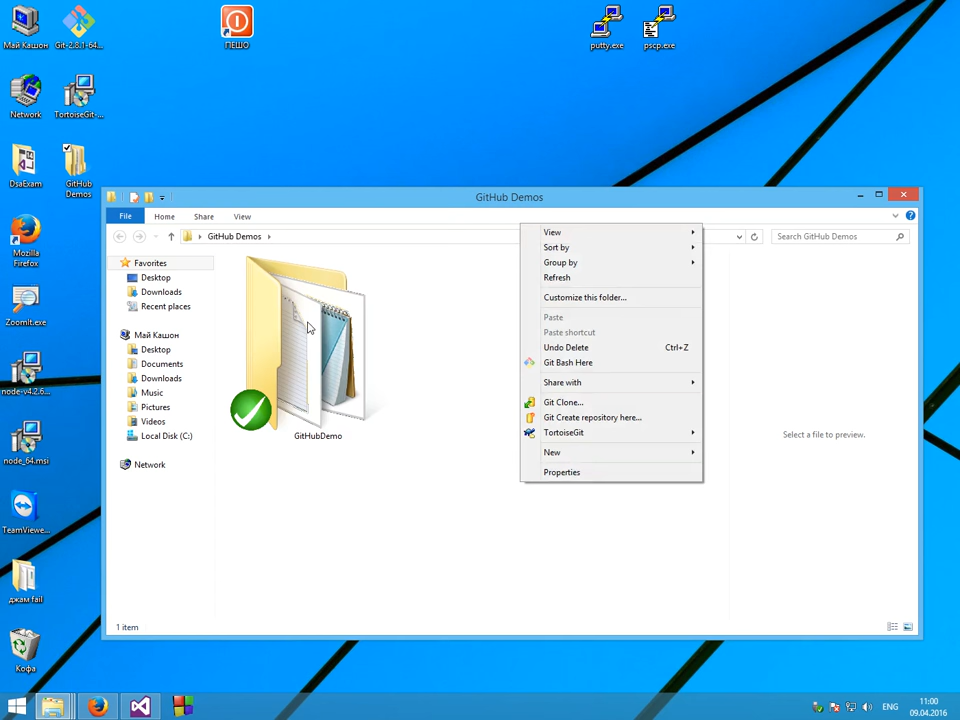 Май Кашон
Git-2.8.1-64...
ПЕШО
putty.exe
pscp.exe
Network
TortoiseGit-...
DsaExam
GitHub
Demos
Mozilla
Firefox
ZoomIt.exe
node-v4.2.6...
node_64.msi
TeamViewe...
джам fail
Кофа
GitHub Demos
File
Home
Share
View
GitHub Demos
Search GitHub Demos
Favorites
Desktop
Downloads
Recent places
Май Кашон
Desktop
Documents
Downloads
Music
Pictures
Videos
Local Disk (C:)
Network
GitHubDemo
View
Sort by
Group by
Refresh
Customize this folder...
Paste
Paste shortcut
Undo Delete Ctrl+Z
Git Bash Here
Share with
Git Clone...
Git Create repository here...
TortoiseGit
New
Properties
Select a file to preview.
1 item
ENG
11:00
09.04.2016